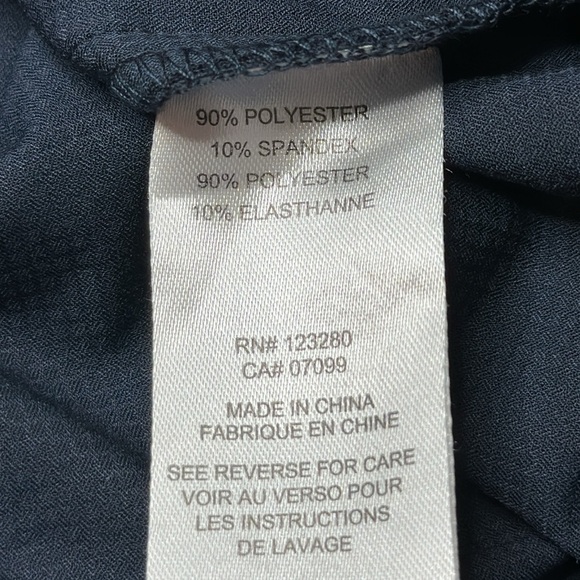 90% POLYESTER
10% SPANDEX
90% POLYESTER
10% ELASTHANNE
RN# 123280
CA# 07099
MADE IN CHINA
FABRIQUE EN CHINE
SEE REVERSE FOR CARE
VOIR AU VERSO POUR
LES INSTRUCTIONS
DE LAVAGE